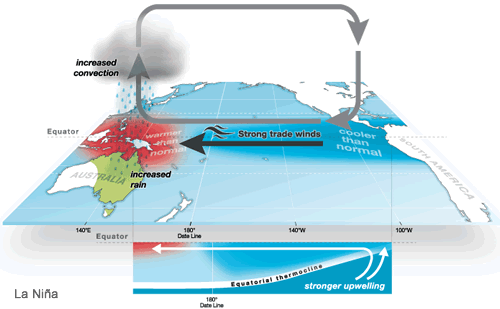 increased
convection
Equator
warmer
than
normal
Strong trade winds
cooler
than
normal
AUSTRALIA
increased
rain
SOUTH AMERICA
140°E
180°
Date Line
140°W
100°W
Equator
Equatorial thermocline
stronger upwelling
180°
Date Line
La Niña